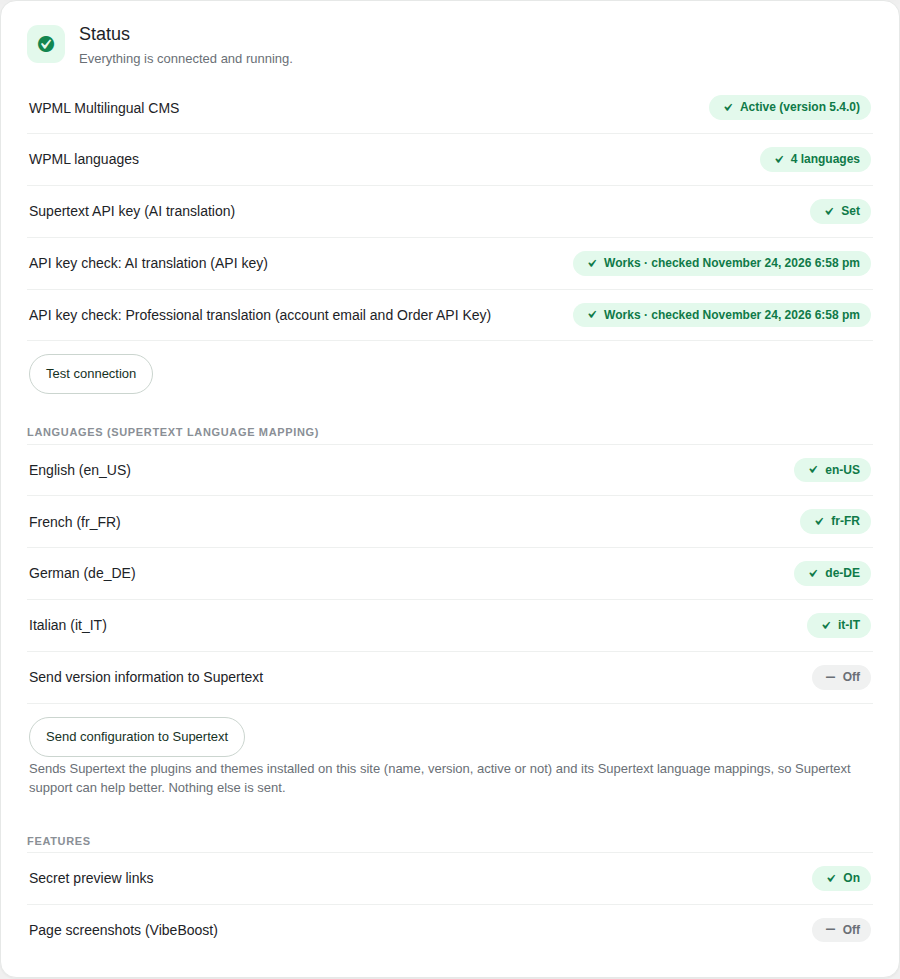 Status
Everything is connected and running.
WPML Multilingual CMS
Active (version 5.4.0)
WPML languages
4 languages
Supertext API key (AI translation)
Set
API key check: AI translation (API key)
Works · checked November 24, 2026 6:58 pm
API key check: Professional translation (account email and Order API Key)
Works · checked November 24, 2026 6:58 pm
Test connection
LANGUAGES (SUPERTEXT LANGUAGE MAPPING)
English (en_US)
en-US
French (fr_FR)
fr-FR
German (de_DE)
de-DE
Italian (it_IT)
it-IT
Send version information to Supertext
Off
Send configuration to Supertext
Sends Supertext the plugins and themes installed on this site (name, version, active or not) and its Supertext language mappings, so Supertext
support can help better. Nothing else is sent.
FEATURES
Secret preview links
On
Page screenshots (VibeBoost)
Off